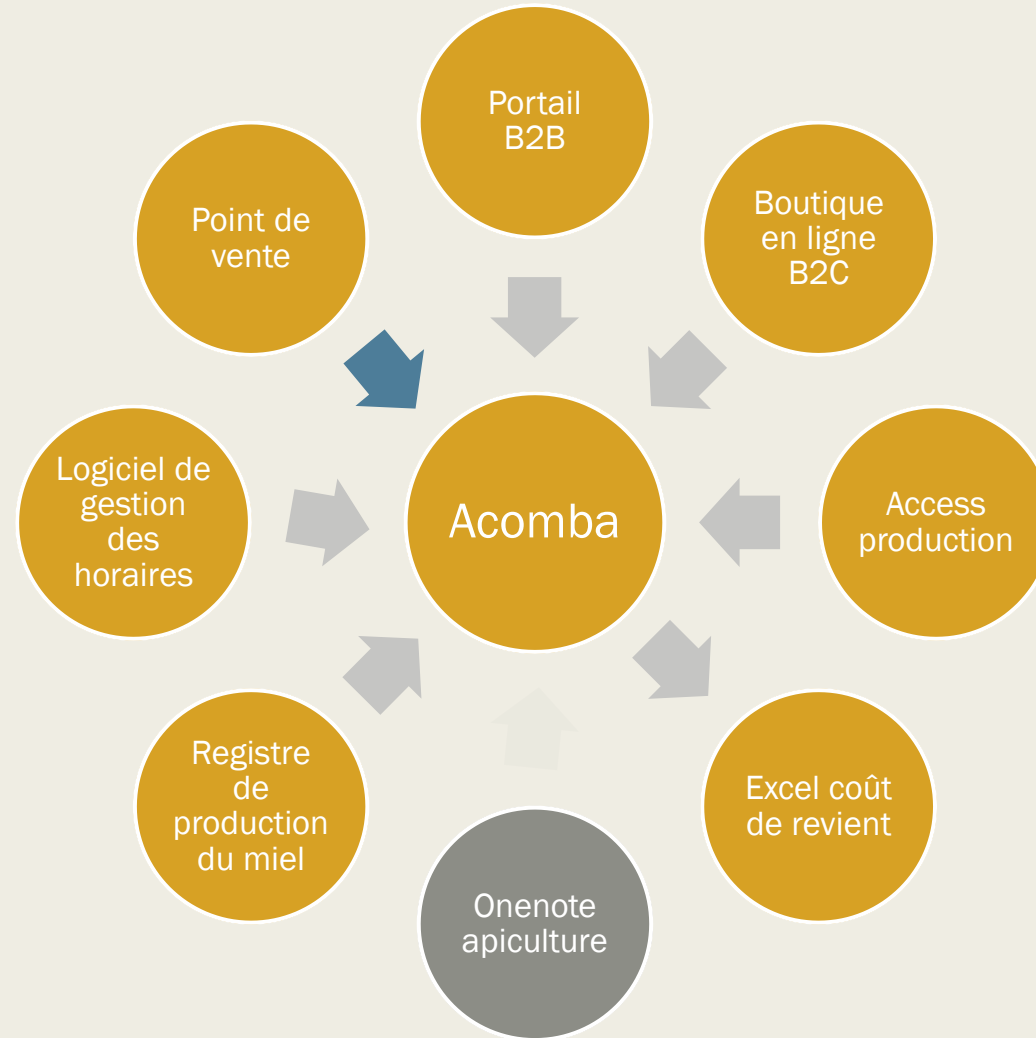 Portail
B2B
Boutique
en ligne
B2C
Access
production
Excel coût
de revient
Onenote
apiculture
Registre
de
production
du miel
Logiciel de
gestion
des
horaires
Point de
vente
Acomba